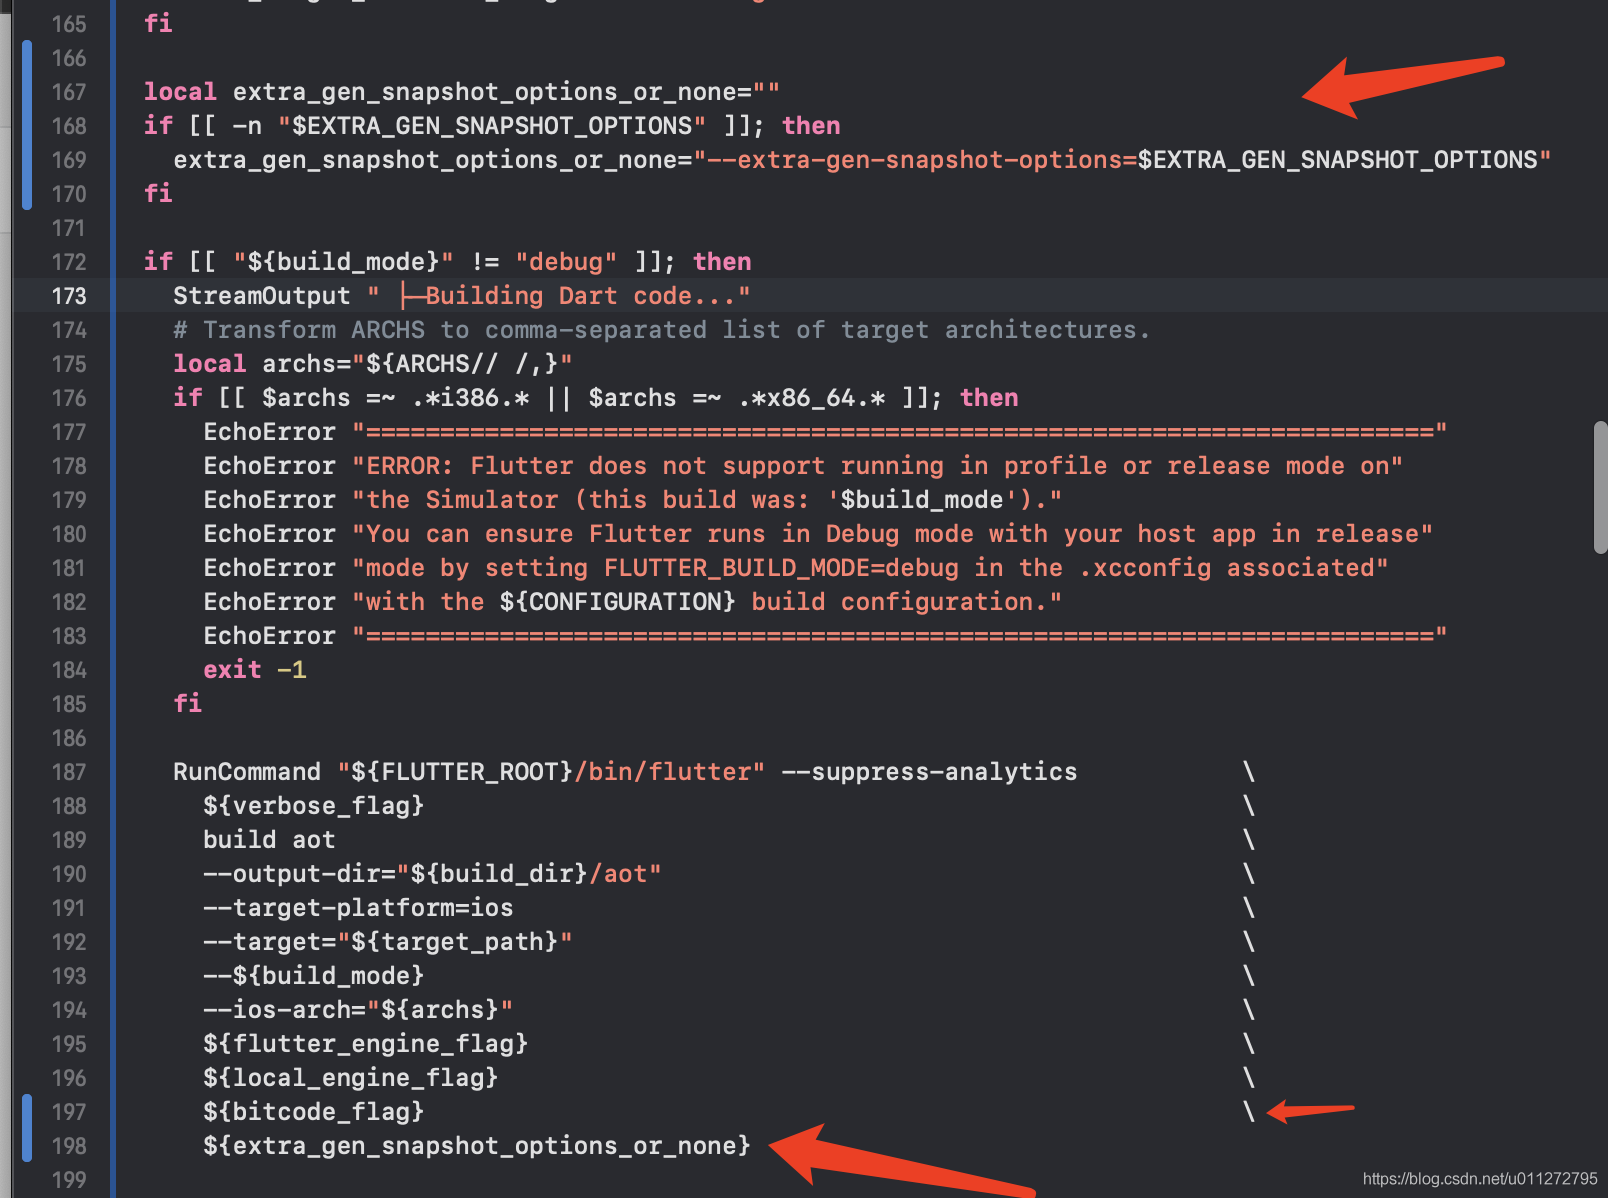 165 fi
166
167 local extra_gen_snapshot_options_or_none=""
168 if [[ -n "$EXTRA_GEN_SNAPSHOT_OPTIONS" ]]; then
169 extra_gen_snapshot_options_or_none="--extra-gen-snapshot-options=$EXTRA_GEN_SNAPSHOT_OPTIONS"
170 fi
171
172 if [[ "${build_mode}" != "debug" ]]; then
173 StreamOutput " ├─Building Dart code..."
174 # Transform ARCHS to comma-separated list of target architectures.
175 local archs="${ARCHS// /,}"
176 if [[ $archs =~ .*i386.* || $archs =~ .*x86_64.* ]]; then
177 EchoError "========================================================================"
178 EchoError "ERROR: Flutter does not support running in profile or release mode on"
179 EchoError "the Simulator (this build was: '$build_mode')."
180 EchoError "You can ensure Flutter runs in Debug mode with your host app in release"
181 EchoError "mode by setting FLUTTER_BUILD_MODE=debug in the .xcconfig associated"
182 EchoError "with the ${CONFIGURATION} build configuration."
183 EchoError "========================================================================"
184 exit -1
185 fi
186
187 RunCommand "${FLUTTER_ROOT}/bin/flutter" --suppress-analytics \
188 ${verbose_flag} \
189 build aot \
190 --output-dir="${build_dir}/aot" \
191 --target-platform=ios \
192 --target="${target_path}" \
193 --${build_mode} \
194 --ios-arch="${archs}" \
195 ${flutter_engine_flag} \
196 ${local_engine_flag} \
197 ${bitcode_flag} \
198 ${extra_gen_snapshot_options_or_none}
199
https://blog.csdn.net/u011272795